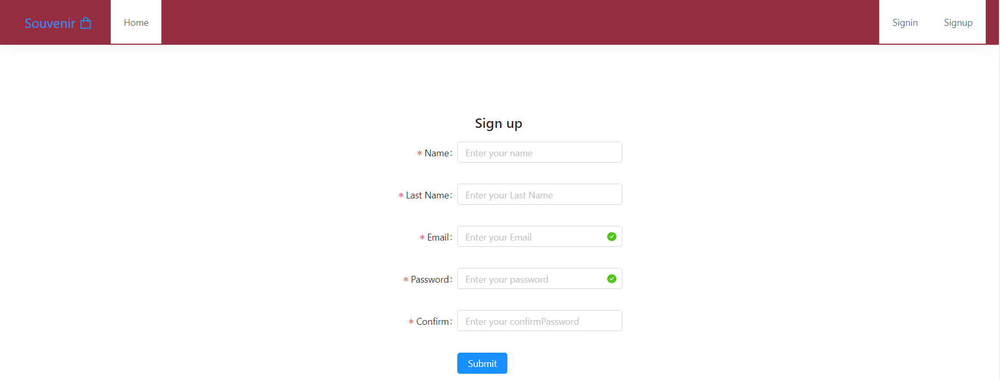 Souvenir
Home
Signin
Signup
Sign up
* Name:
Enter your name
* Last Name:
Enter your Last Name
* Email:
Enter your Email
* Password:
Enter your password
* Confirm:
Enter your confirmPassword
Submit